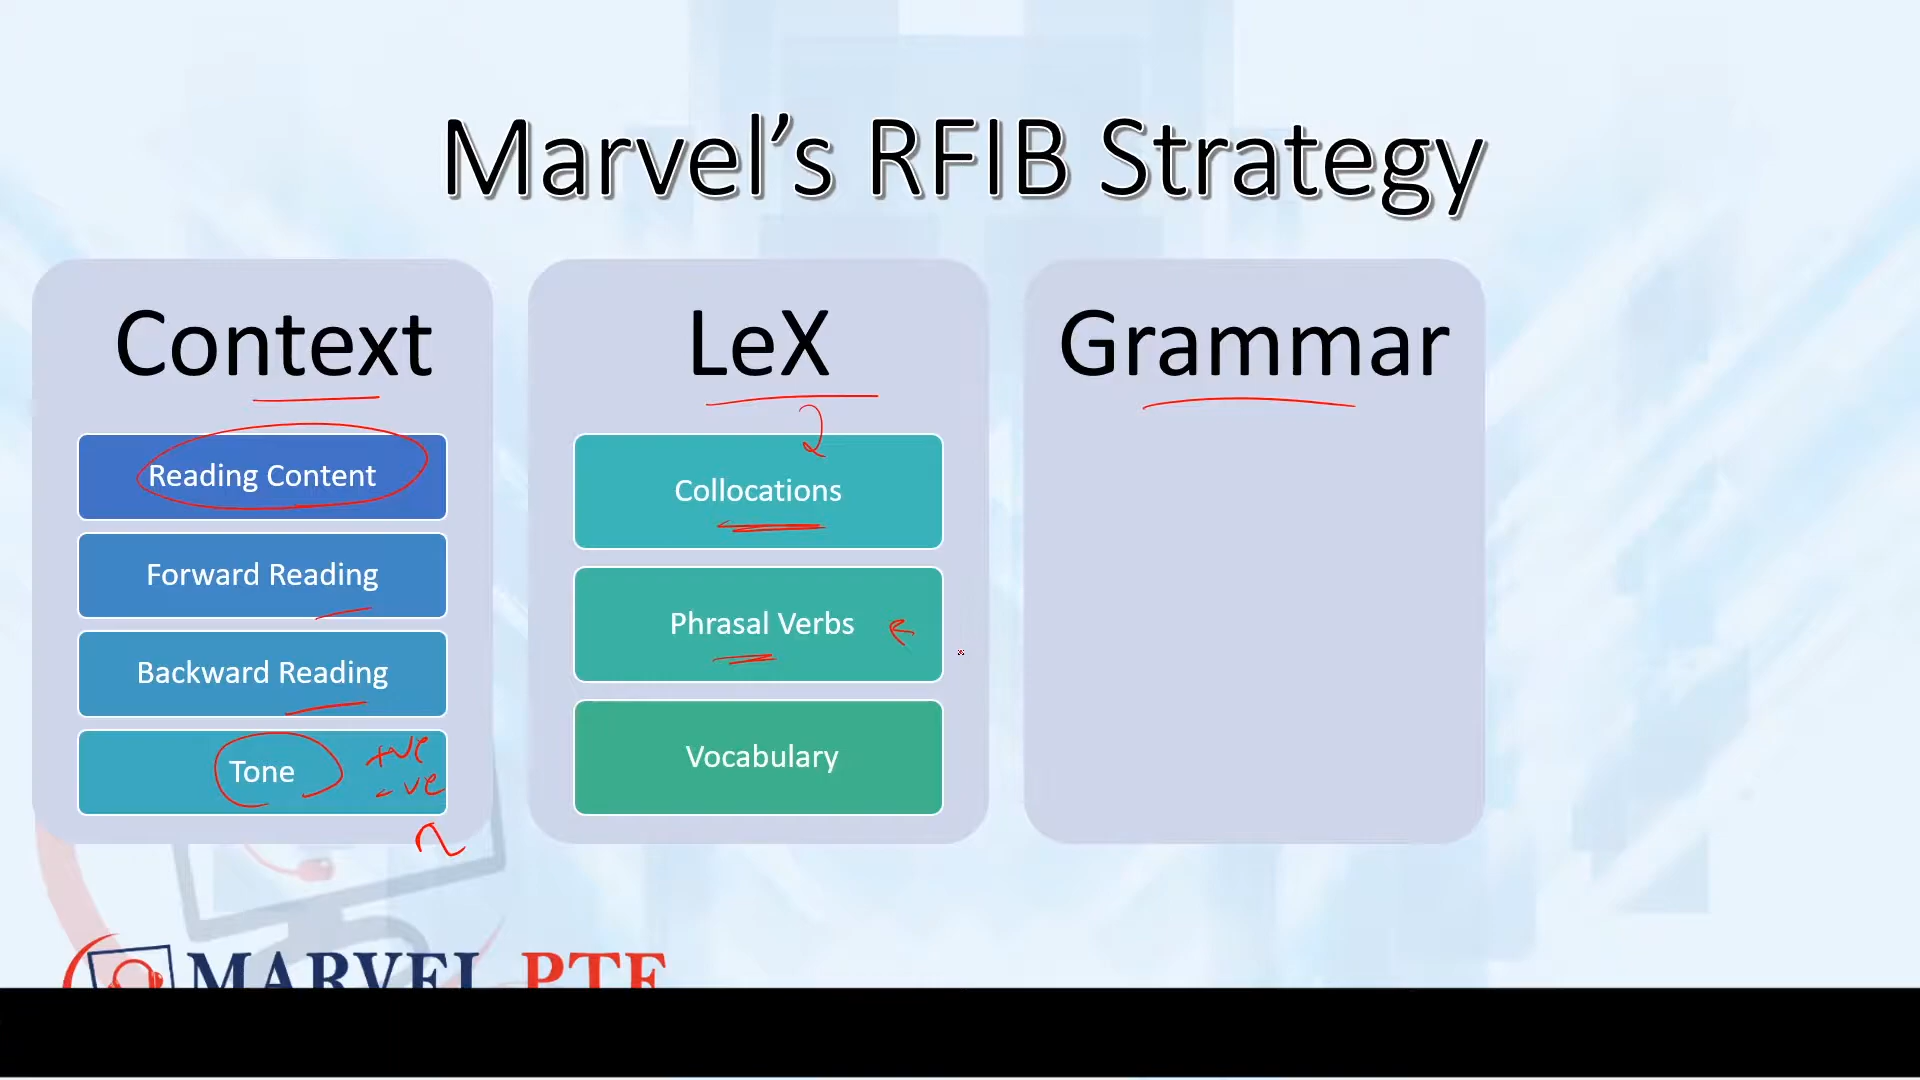 Marvel's RFIB Strategy
Context
Reading Content
Forward Reading
Backward Reading
Tone
+ve
-ve
LeX
Collocations
Phrasal Verbs
Vocabulary
Grammar
MARVEL PTE